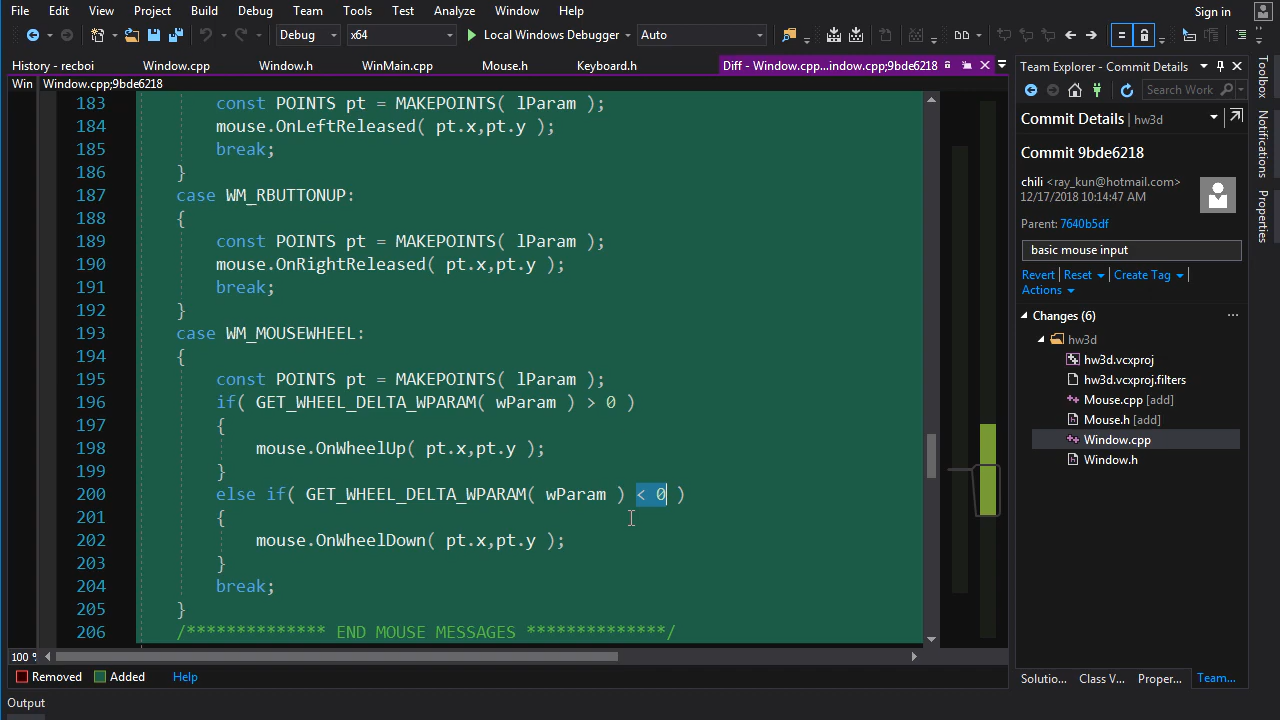 File Edit View Project Build Debug Team Tools Test Analyze Window Help Sign in
Debug x64 Local Windows Debugger Auto
History - recboi Window.cpp Window.h WinMain.cpp Mouse.h Keyboard.h Diff - Window.cpp...indow.cpp;9bde6218
Win Window.cpp;9bde6218
183 const POINTS pt = MAKEPOINTS( lParam );
184 mouse.OnLeftReleased( pt.x,pt.y );
185 break;
186 }
187 case WM_RBUTTONUP:
188 {
189 const POINTS pt = MAKEPOINTS( lParam );
190 mouse.OnRightReleased( pt.x,pt.y );
191 break;
192 }
193 case WM_MOUSEWHEEL:
194 {
195 const POINTS pt = MAKEPOINTS( lParam );
196 if( GET_WHEEL_DELTA_WPARAM( wParam ) > 0 )
197 {
198 mouse.OnWheelUp( pt.x,pt.y );
199 }
200 else if( GET_WHEEL_DELTA_WPARAM( wParam ) < 0 )
201 {
202 mouse.OnWheelDown( pt.x,pt.y );
203 }
204 break;
205 }
206 /************** END MOUSE MESSAGES **************/
100 %
Removed Added Help
Output
Team Explorer - Commit Details
Search Work
Commit Details | hw3d
Commit 9bde6218
chili <ray_kun@hotmail.com>
12/17/2018 10:14:47 AM
Parent: 7640b5df
basic mouse input
Revert | Reset | Create Tag |
Actions
Changes (6)
hw3d
hw3d.vcxproj
hw3d.vcxproj.filters
Mouse.cpp [add]
Mouse.h [add]
Window.cpp
Window.h
Solutio... Class V... Proper... Team...
Toolbox
Notifications
Properties